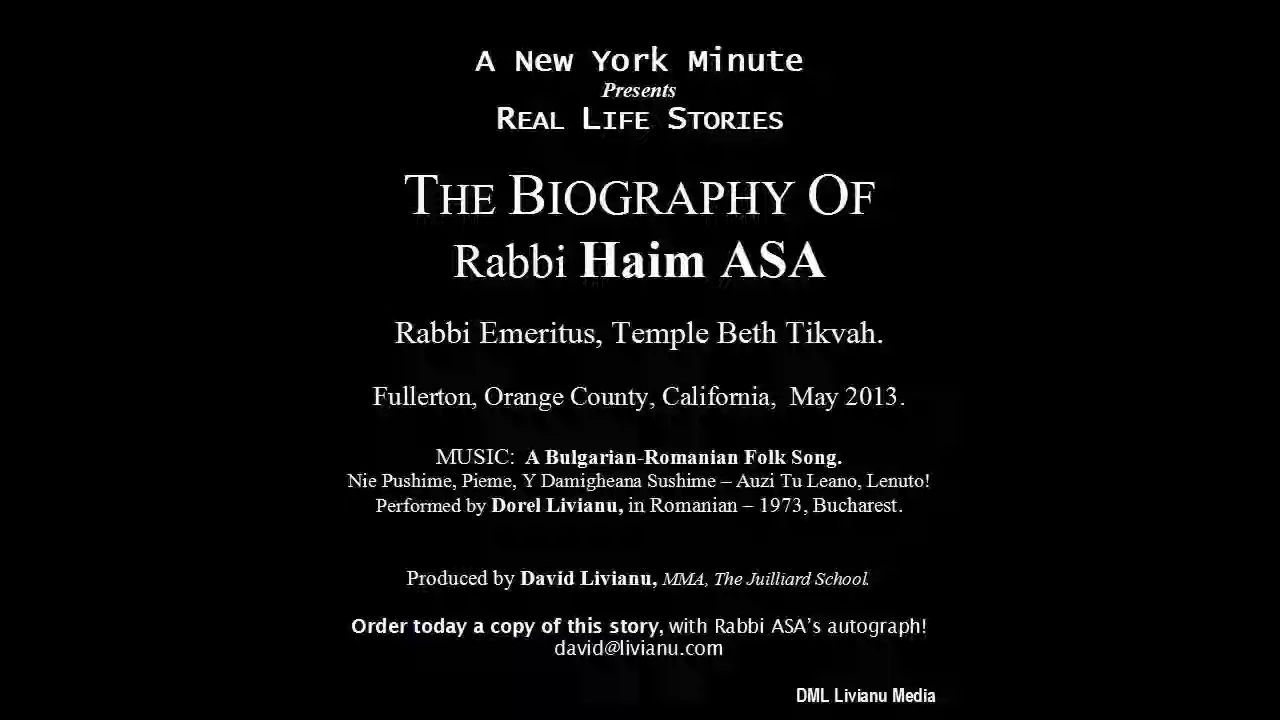 A New York Minute
Presents
REAL LIFE STORIES
THE BIOGRAPHY OF
Rabbi Haim ASA
Rabbi Emeritus, Temple Beth Tikvah.
Fullerton, Orange County, California, May 2013.
MUSIC: A Bulgarian-Romanian Folk Song.
Nie Pushime, Pieme, Y Damigheana Sushime – Auzi Tu Leano, Lenuto!
Performed by Dorel Livianu, in Romanian – 1973, Bucharest.
Produced by David Livianu, MMA, The Juilliard School.
Order today a copy of this story, with Rabbi ASA's autograph!
david@livianu.com
DML Livianu Media